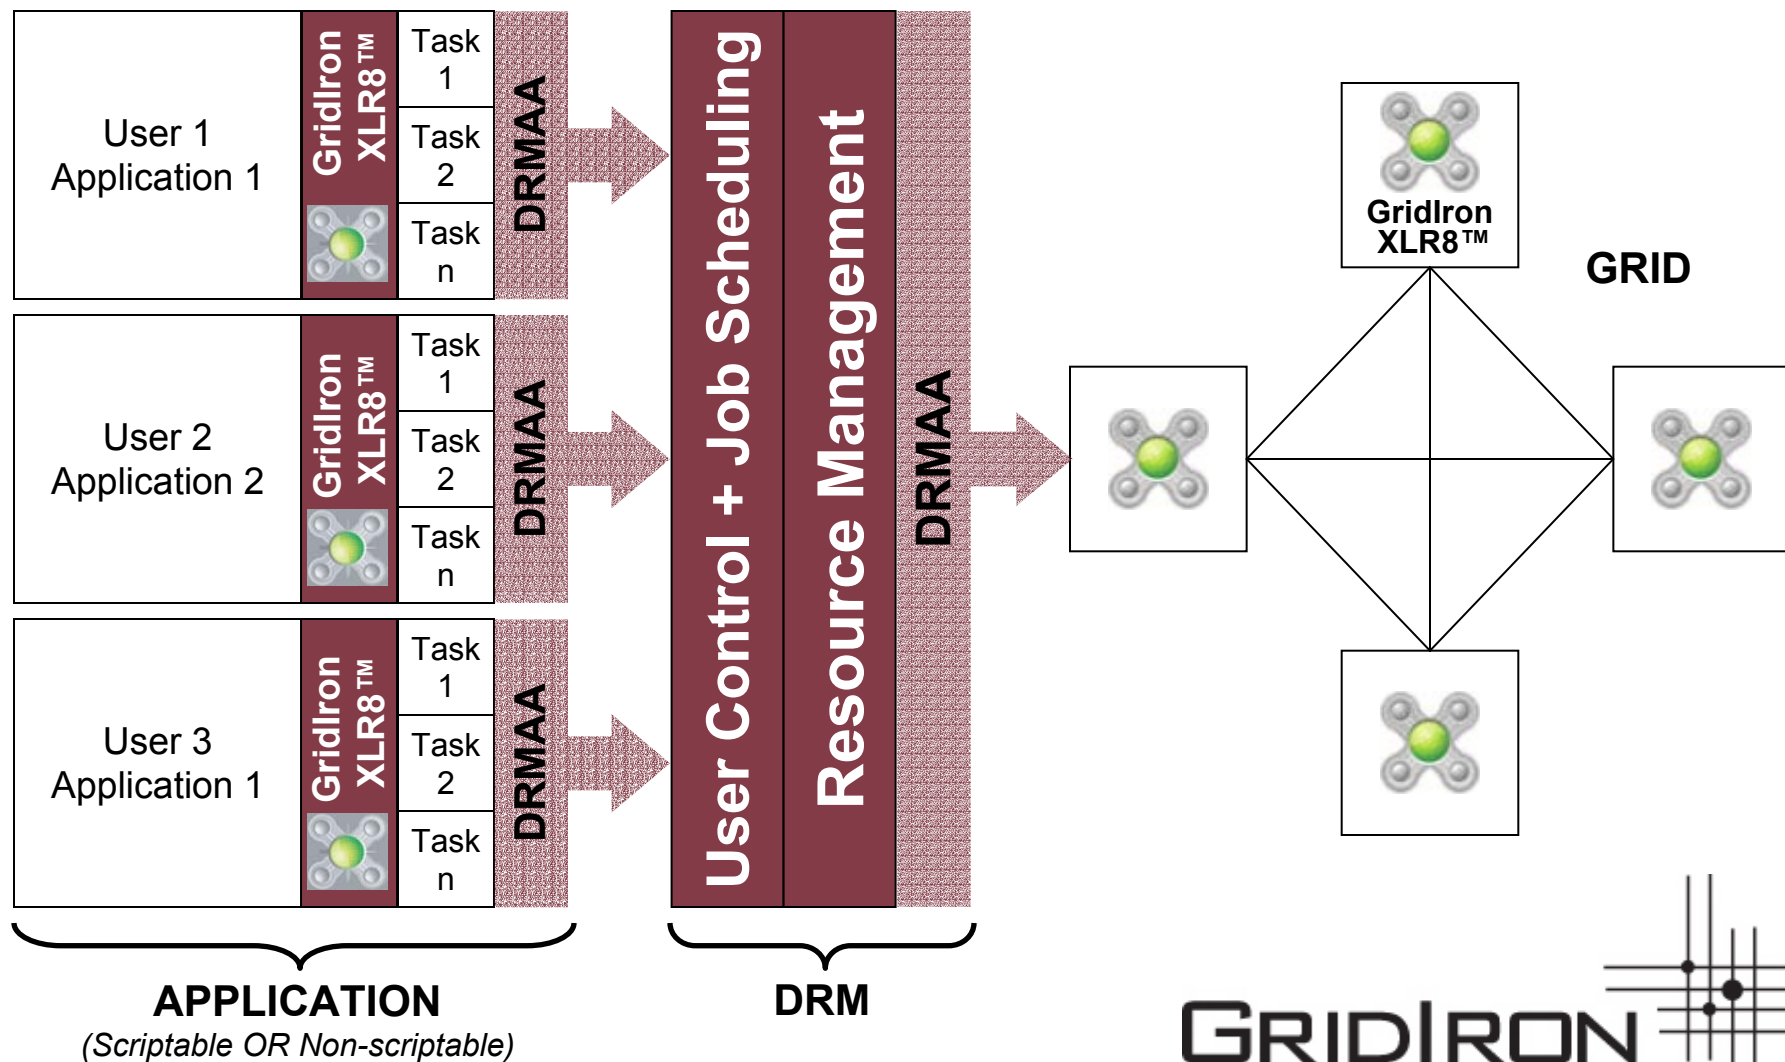 User 1
Application 1
GridIron
XLR8™
Task
1
Task
2
Task
n
DRMAA
User 2
Application 2
GridIron
XLR8™
Task
1
Task
2
Task
n
DRMAA
User 3
Application 1
GridIron
XLR8™
Task
1
Task
2
Task
n
DRMAA
APPLICATION
(Scriptable OR Non-scriptable)
User Control + Job Scheduling
Resource Management
DRMAA
DRM
GridIron
XLR8™
GRID
GRIDIRON